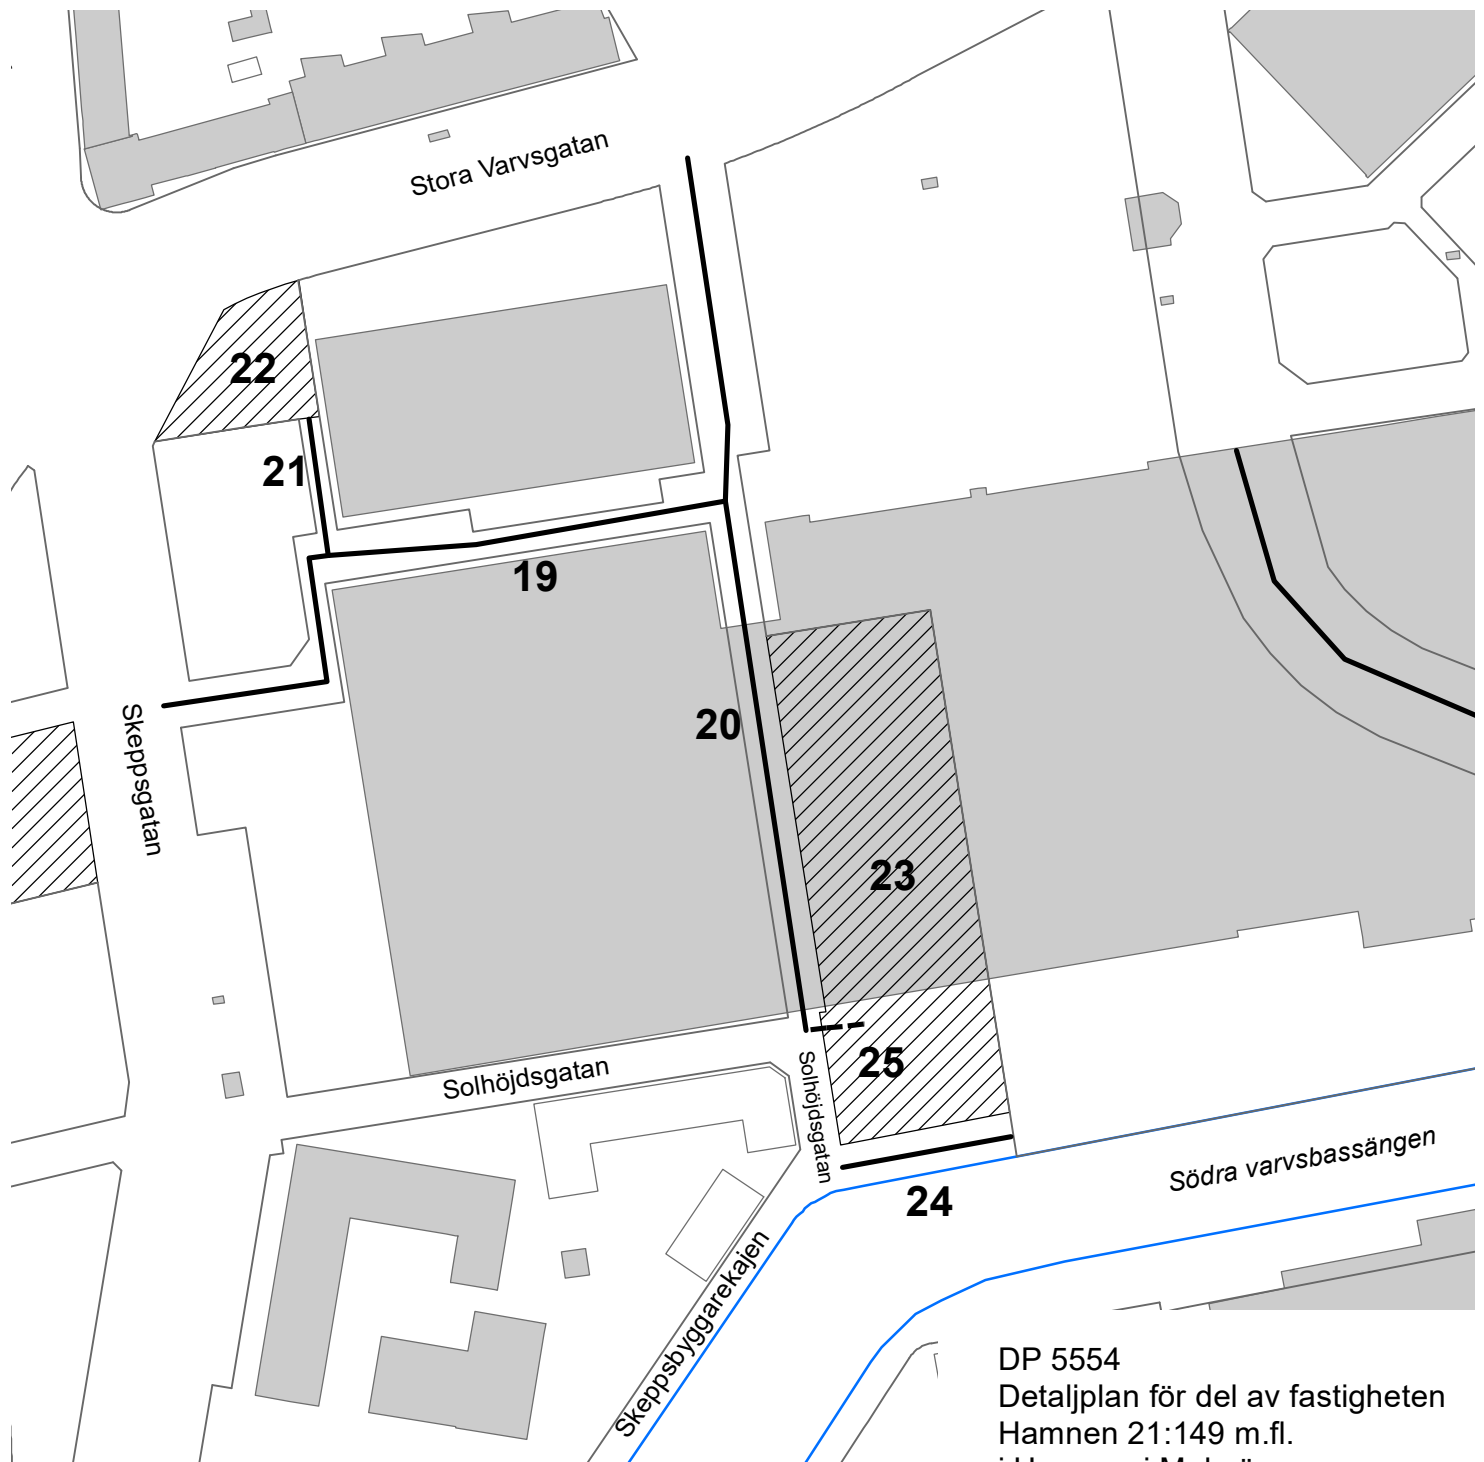 Stora Varvsgatan
22
21
19
20
Skeppsgatan
23
25
Solhöjdsgatan
Solhöjdsgatan
24
Södra varvsbassängen
Skeppsbyggarekajen
DP 5554
Detaljplan för del av fastigheten
Hamnen 21:149 m.fl.